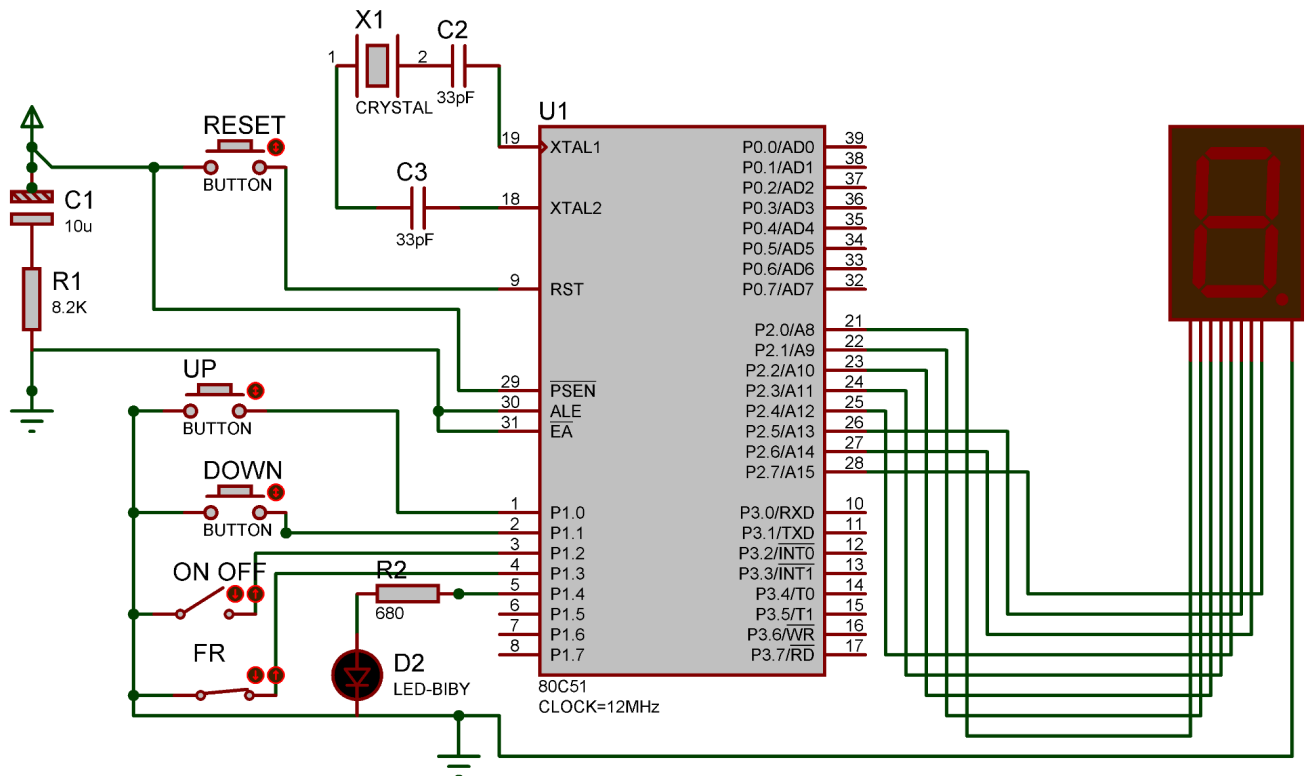 X1
1
2
CRYSTAL
C2
33pF
C3
33pF
RESET
BUTTON
C1
10u
R1
8.2K
UP
BUTTON
DOWN
BUTTON
ON OFF
FR
R2
680
D2
LED-BIBY
U1
19 XTAL1
18 XTAL2
9 RST
29 PSEN
30 ALE
31 EA
1 P1.0
2 P1.1
3 P1.2
4 P1.3
5 P1.4
6 P1.5
7 P1.6
8 P1.7
P0.0/AD0 39
P0.1/AD1 38
P0.2/AD2 37
P0.3/AD3 36
P0.4/AD4 35
P0.5/AD5 34
P0.6/AD6 33
P0.7/AD7 32
P2.0/A8 21
P2.1/A9 22
P2.2/A10 23
P2.3/A11 24
P2.4/A12 25
P2.5/A13 26
P2.6/A14 27
P2.7/A15 28
P3.0/RXD 10
P3.1/TXD 11
P3.2/INT0 12
P3.3/INT1 13
P3.4/T0 14
P3.5/T1 15
P3.6/WR 16
P3.7/RD 17
80C51
CLOCK=12MHz